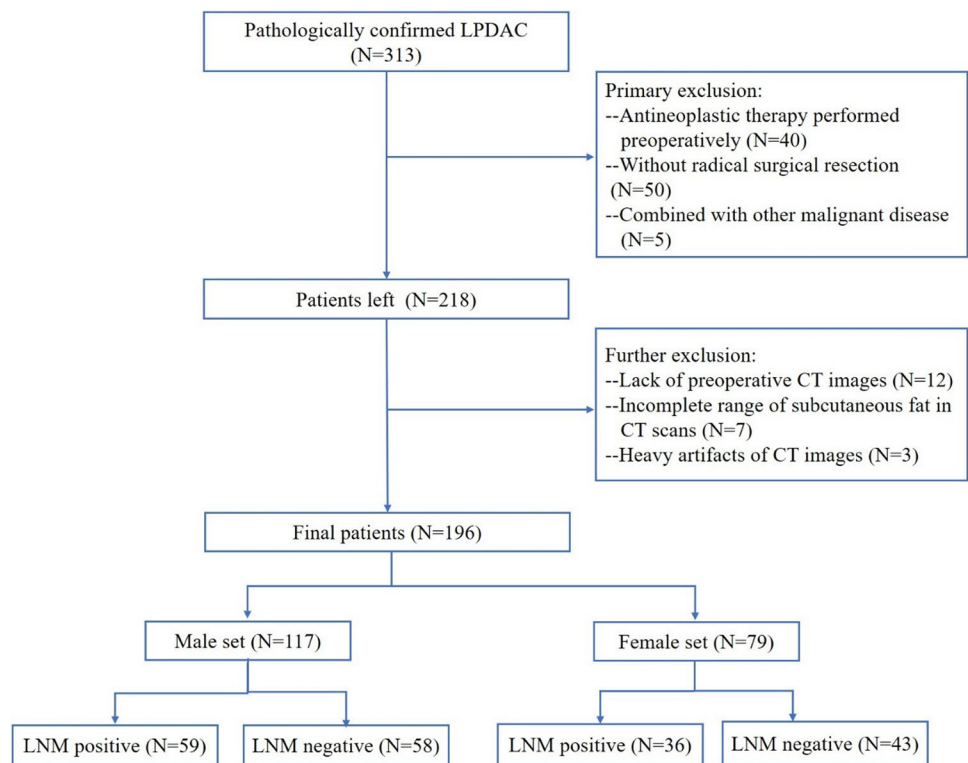 Pathologically confirmed LPDAC
(N=313)
Primary exclusion:
--Antineoplastic therapy performed
preoperatively (N=40)
--Without radical surgical resection
(N=50)
--Combined with other malignant disease
(N=5)
Patients left (N=218)
Further exclusion:
--Lack of preoperative CT images (N=12)
--Incomplete range of subcutaneous fat in
CT scans (N=7)
--Heavy artifacts of CT images (N=3)
Final patients (N=196)
Male set (N=117)
Female set (N=79)
LNM positive (N=59)
LNM negative (N=58)
LNM positive (N=36)
LNM negative (N=43)